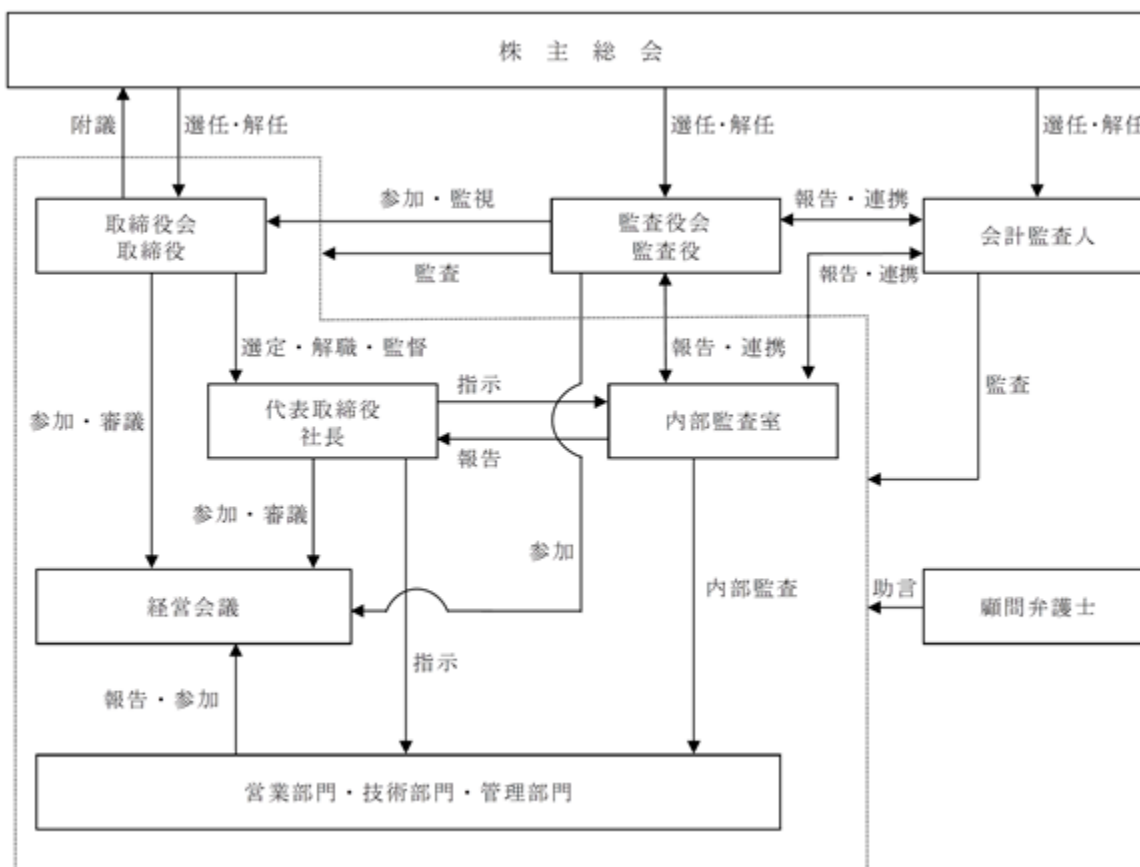 株主総会
附議
選任・解任
選任・解任
選任・解任
取締役会
取締役
参加・監視
監査
監査役会
監査役
報告・連携
報告・連携
会計監査人
選定・解職・監督
報告・連携
監査
参加・審議
代表取締役
社長
指示
報告
内部監査室
参加・審議
参加
内部監査
経営会議
指示
助言
顧問弁護士
報告・参加
営業部門・技術部門・管理部門